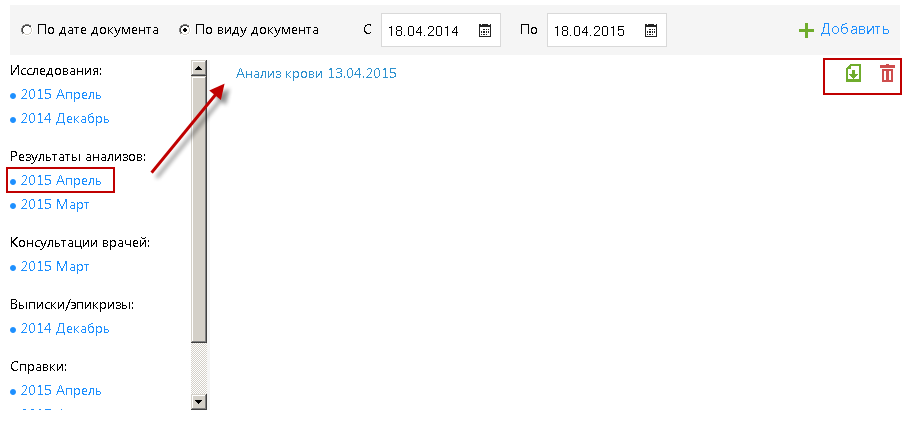 По дате документа По виду документа С 18.04.2014 По 18.04.2015 Добавить
Исследования:
2015 Апрель
2014 Декабрь
Результаты анализов:
2015 Апрель
2015 Март
Консультации врачей:
2015 Март
Выписки/эпикризы:
2014 Декабрь
Справки:
2015 Апрель
Анализ крови 13.04.2015